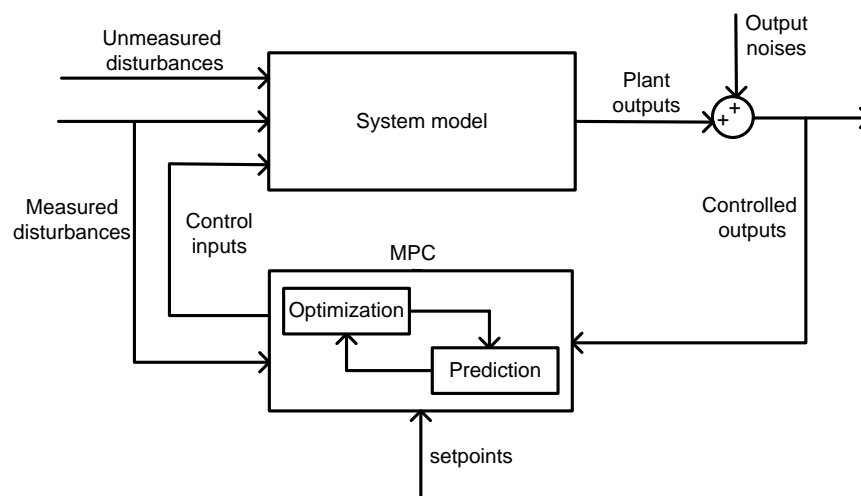 Unmeasured
disturbances
Output
noises
Plant
outputs
System model
+
+
Measured
disturbances
Control
inputs
Controlled
outputs
MPC
Optimization
Prediction
setpoints